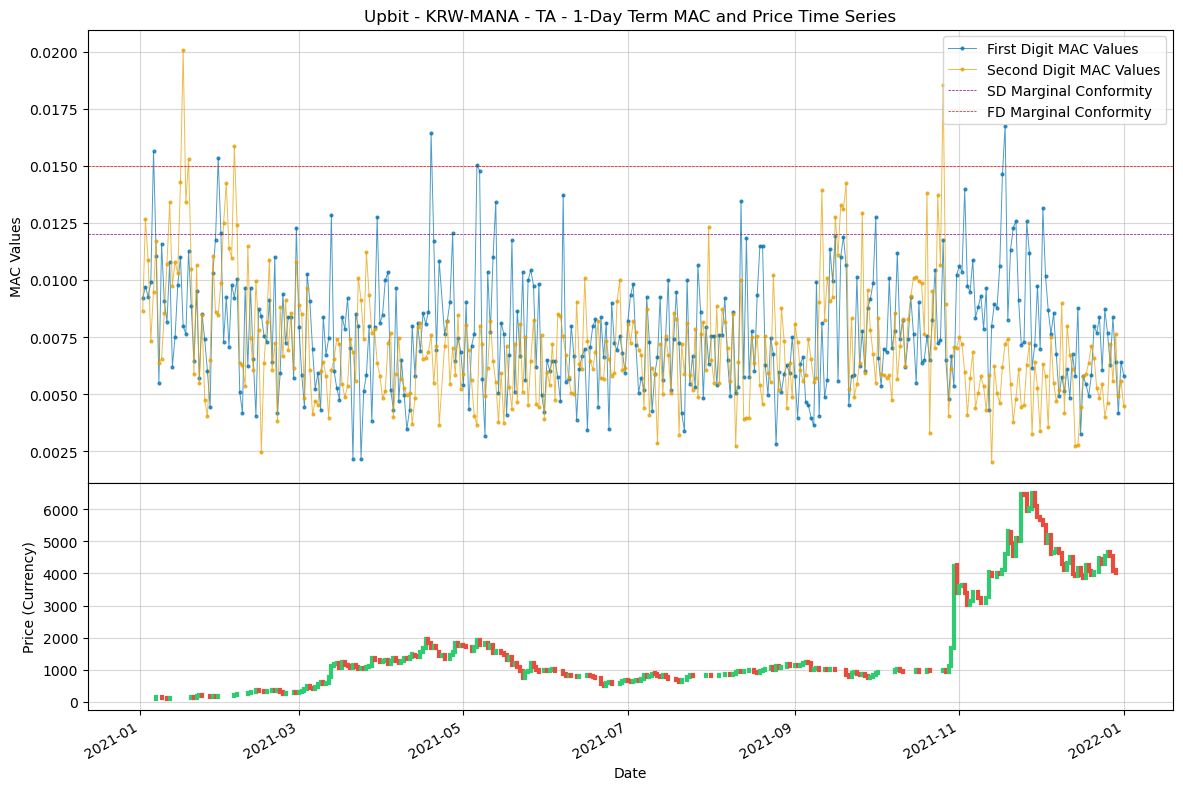 Upbit - KRW-MANA - TA - 1-Day Term MAC and Price Time Series
First Digit MAC Values
Second Digit MAC Values
SD Marginal Conformity
FD Marginal Conformity
MAC Values
0.0200
0.0175
0.0150
0.0125
0.0100
0.0075
0.0050
0.0025
Price (Currency)
6000
5000
4000
3000
2000
1000
0
2021-01
2021-03
2021-05
2021-07
2021-09
2021-11
2022-01
Date